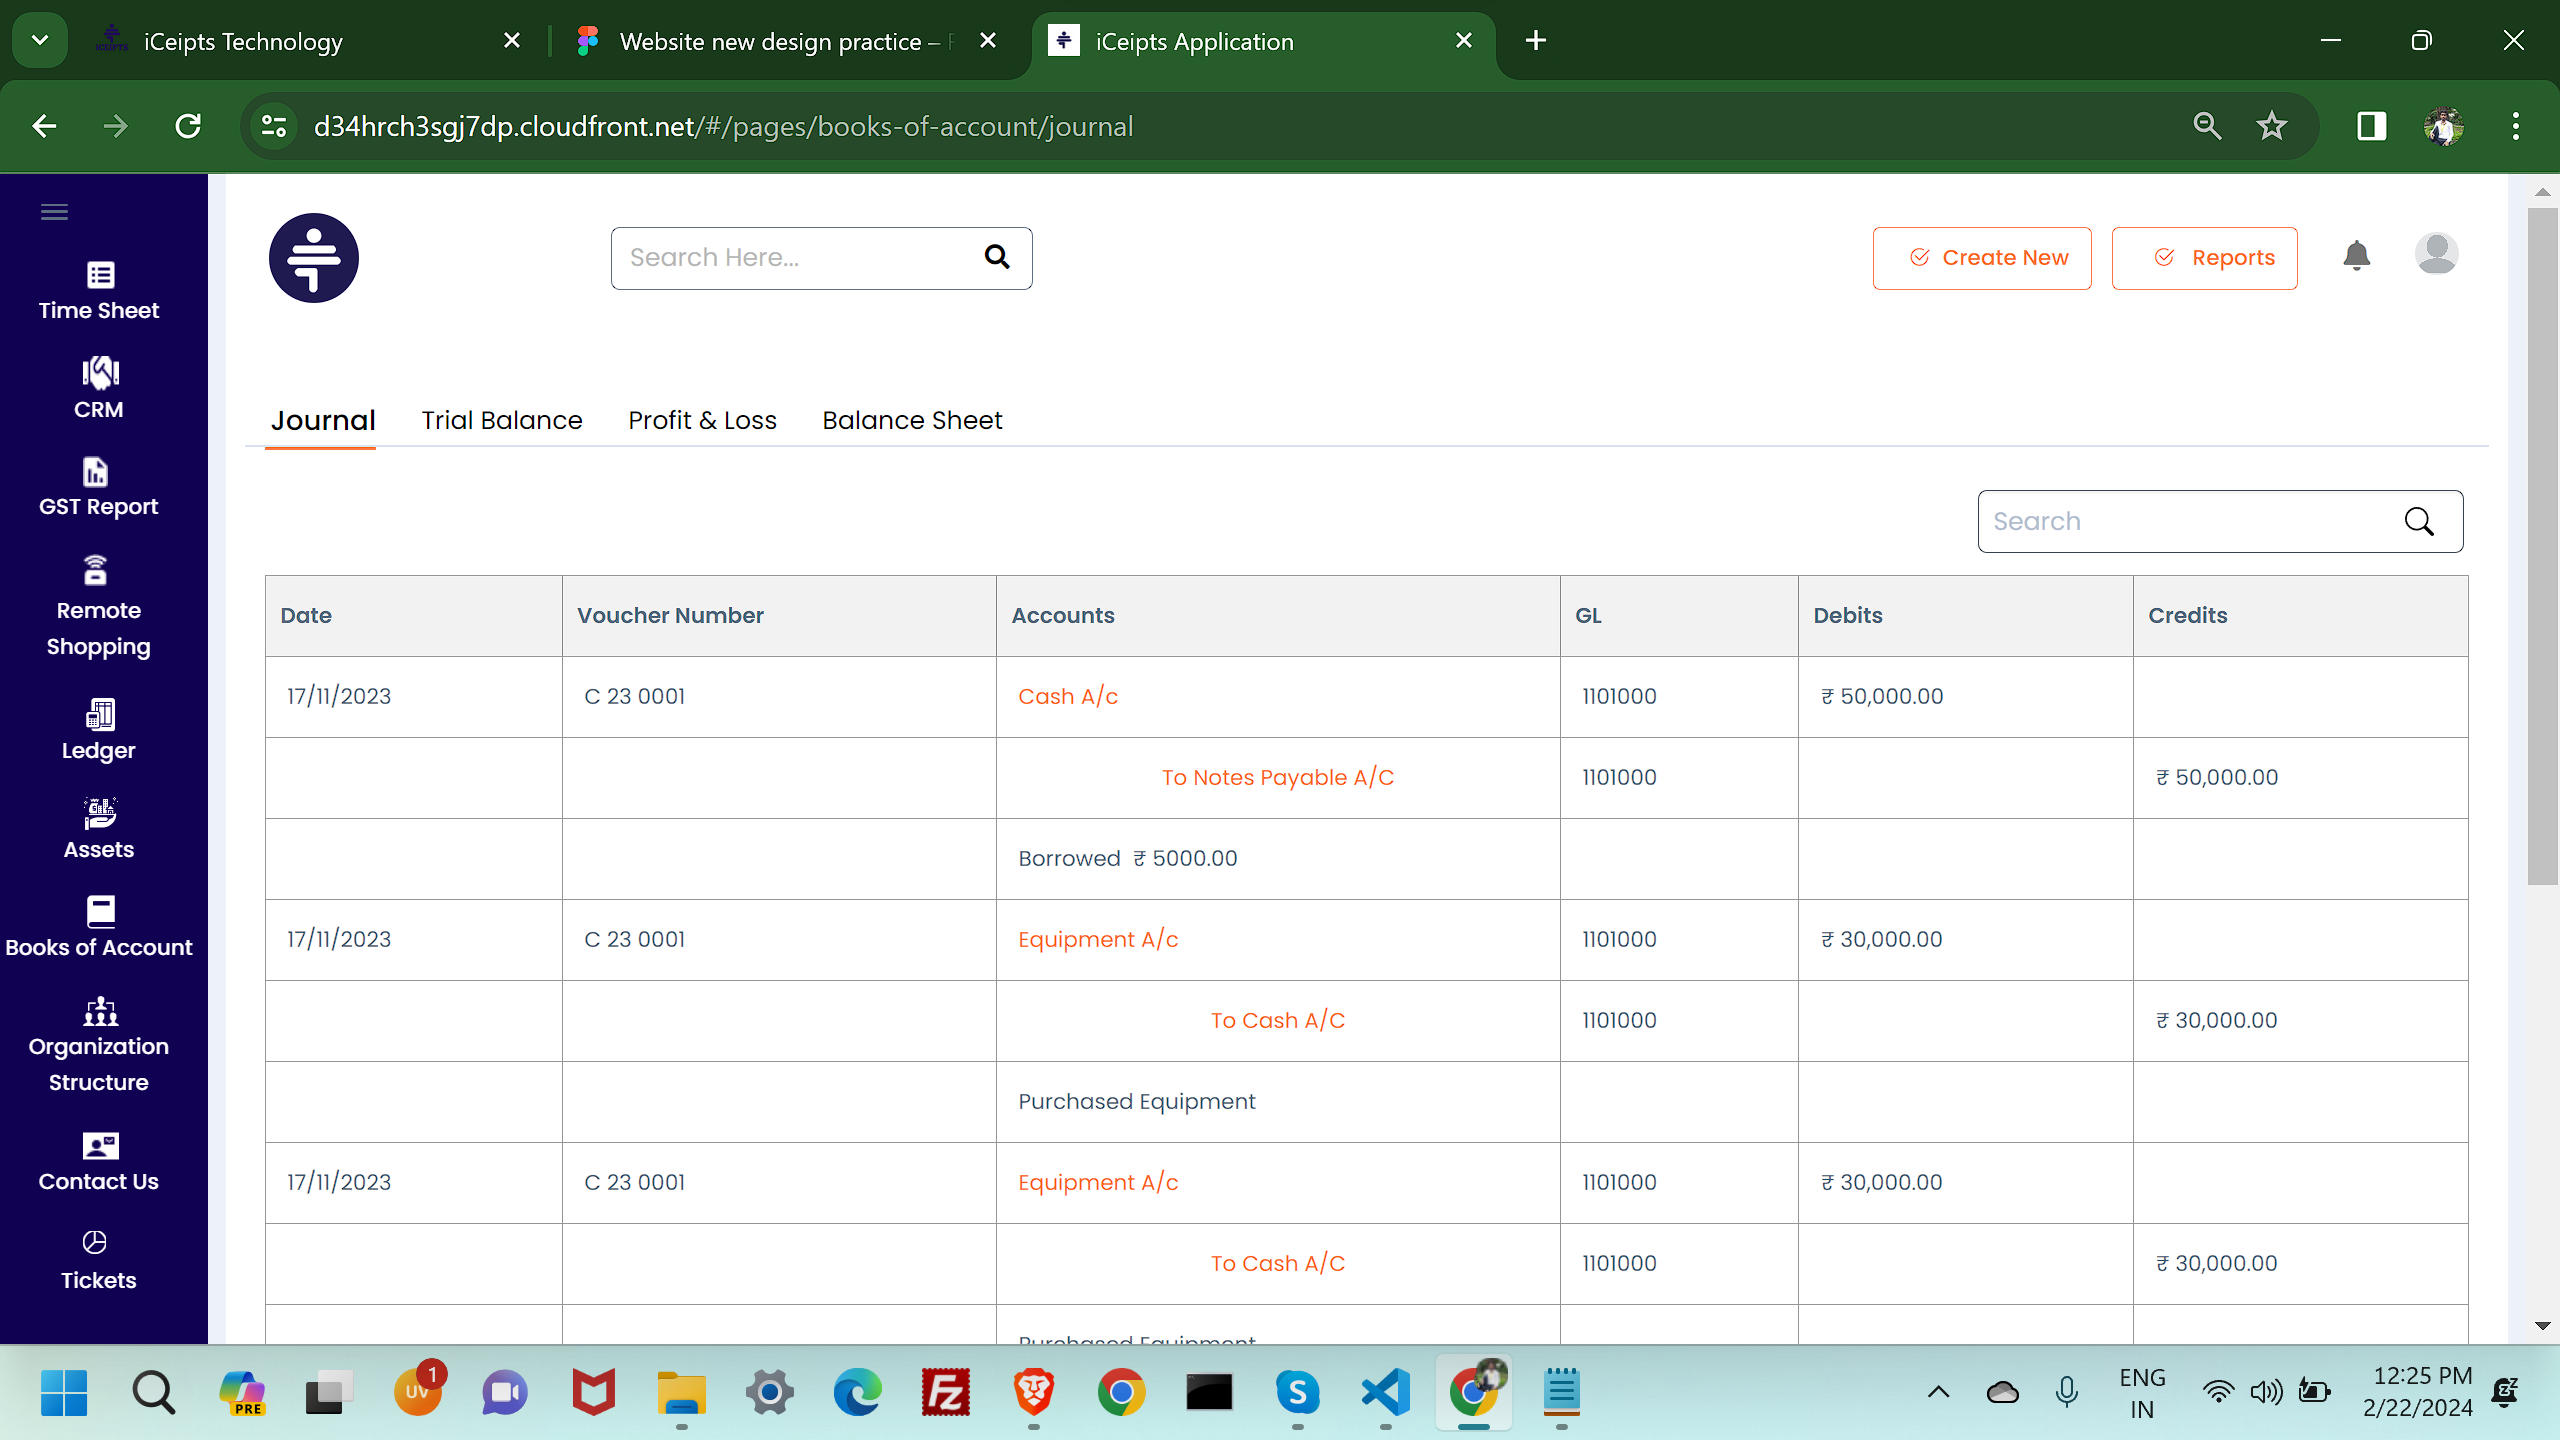 iCeipts Technology
Website new design practice –
iCeipts Application
d34hrch3sgj7dp.cloudfront.net/#/pages/books-of-account/journal
Search Here...
Create New
Reports
Time Sheet
CRM
GST Report
Remote
Shopping
Ledger
Assets
Books of Account
Organization
Structure
Contact Us
Tickets
Journal Trial Balance Profit & Loss Balance Sheet
Search
Date Voucher Number Accounts GL Debits Credits
17/11/2023 C 23 0001 Cash A/c 1101000 ₹ 50,000.00
To Notes Payable A/C 1101000 ₹ 50,000.00
Borrowed ₹ 5000.00
17/11/2023 C 23 0001 Equipment A/c 1101000 ₹ 30,000.00
To Cash A/C 1101000 ₹ 30,000.00
Purchased Equipment
17/11/2023 C 23 0001 Equipment A/c 1101000 ₹ 30,000.00
To Cash A/C 1101000 ₹ 30,000.00
Purchased Equipment
PRE
UV
1
ENG
IN
12:25 PM
2/22/2024